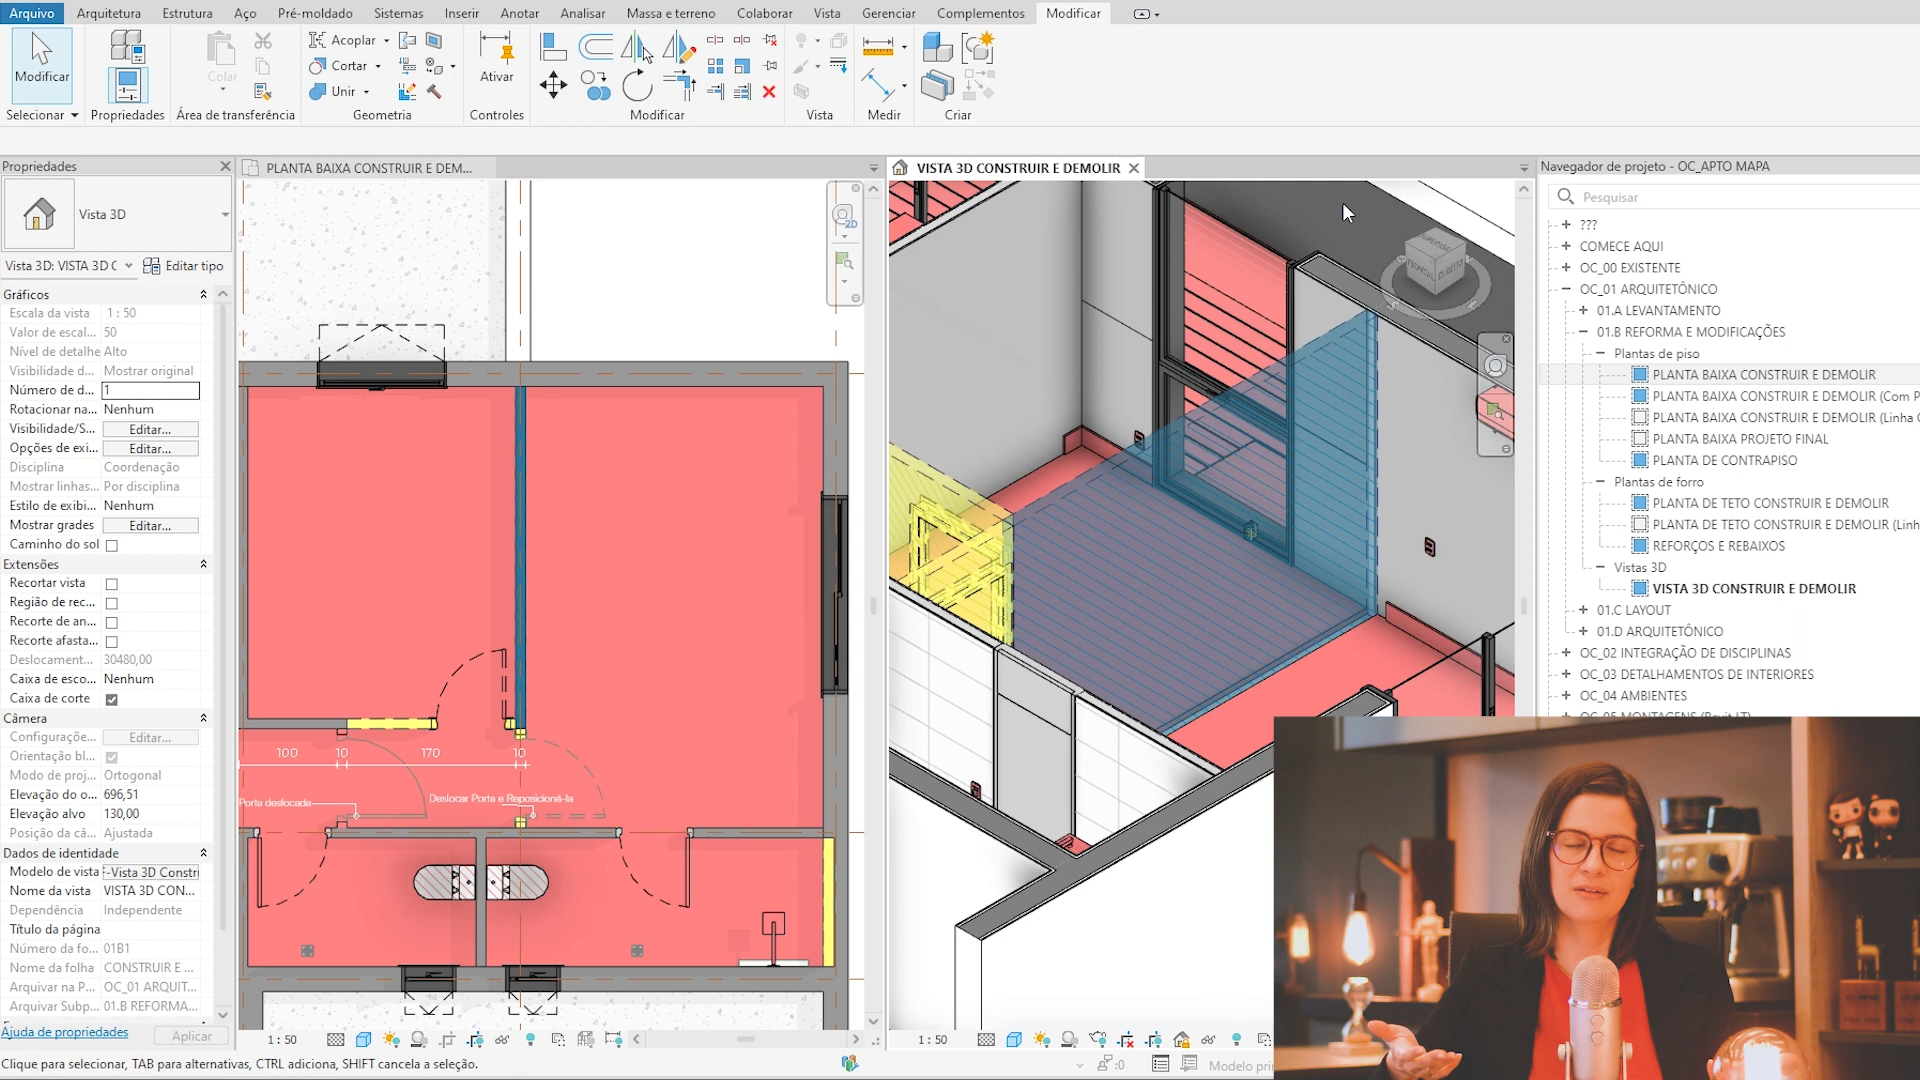 Arquivo Arquitetura Estrutura Aço Pré-moldado Sistemas Inserir Anotar Analisar Massa e terreno Colaborar Vista Gerenciar Complementos Modificar
Modificar
Colar
Acoplar
Cortar
Unir
Ativar
Selecionar Propriedades Área de transferência Geometria Controles Modificar Vista Medir Criar
Propriedades
Vista 3D
Vista 3D: VISTA 3D C
Editar tipo
Gráficos
Escala da vista 1 : 50
Valor de escal... 50
Nível de detalhe Alto
Visibilidade d... Mostrar original
Número de d... 1
Rotacionar na... Nenhum
Visibilidade/S... Editar...
Opções de exi... Editar...
Disciplina Coordenação
Mostrar linhas... Por disciplina
Estilo de exibi... Nenhum
Mostrar grades Editar...
Caminho do sol
Extensões
Recortar vista
Região de rec...
Recorte de an...
Recorte afasta...
Deslocament... 30480,00
Caixa de esco... Nenhum
Caixa de corte
Câmera
Configuraçõe... Editar...
Orientação bl...
Modo de proj... Ortogonal
Elevação do o... 696,51
Elevação alvo 130,00
Posição da câ... Ajustada
Dados de identidade
Modelo de vista F-Vista 3D Constr
Nome da vista VISTA 3D CON...
Dependência Independente
Título da página
Número da fo... 01B1
Nome da folha CONSTRUIR E ...
Arquivar na P... OC_01 ARQUIT...
Arquivar Subp... 01.B REFORMA...
Ajuda de propriedades
Aplicar
PLANTA BAIXA CONSTRUIR E DEM...
2D
100 10 170 10
Porta deslocada
Deslocar Porta e Reposicioná-la
1 : 50
VISTA 3D CONSTRUIR E DEMOLIR
FRONTAL
DIREITA
1 : 50
Navegador de projeto - OC_APTO MAPA
Pesquisar
???
COMECE AQUI
OC_00 EXISTENTE
OC_01 ARQUITETÔNICO
01.A LEVANTAMENTO
01.B REFORMA E MODIFICAÇÕES
Plantas de piso
PLANTA BAIXA CONSTRUIR E DEMOLIR
PLANTA BAIXA CONSTRUIR E DEMOLIR (Com P
PLANTA BAIXA CONSTRUIR E DEMOLIR (Linha
PLANTA BAIXA PROJETO FINAL
PLANTA DE CONTRAPISO
Plantas de forro
PLANTA DE TETO CONSTRUIR E DEMOLIR
PLANTA DE TETO CONSTRUIR E DEMOLIR (Linh
REFORÇOS E REBAIXOS
Vistas 3D
VISTA 3D CONSTRUIR E DEMOLIR
01.C LAYOUT
01.D ARQUITETÔNICO
OC_02 INTEGRAÇÃO DE DISCIPLINAS
OC_03 DETALHAMENTOS DE INTERIORES
OC_04 AMBIENTES
OC_05 MONTAGENS (Revit LT)
Clique para selecionar, TAB para alternativas, CTRL adiciona, SHIFT cancela a seleção.
:0
Modelo pri